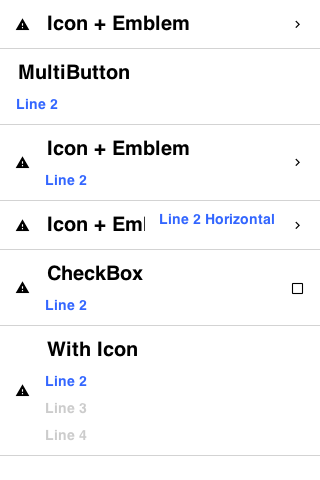 Icon + Emblem
MultiButton
Line 2
Icon + Emblem
Line 2
Icon + Em Line 2 Horizontal
CheckBox
Line 2
With Icon
Line 2
Line 3
Line 4